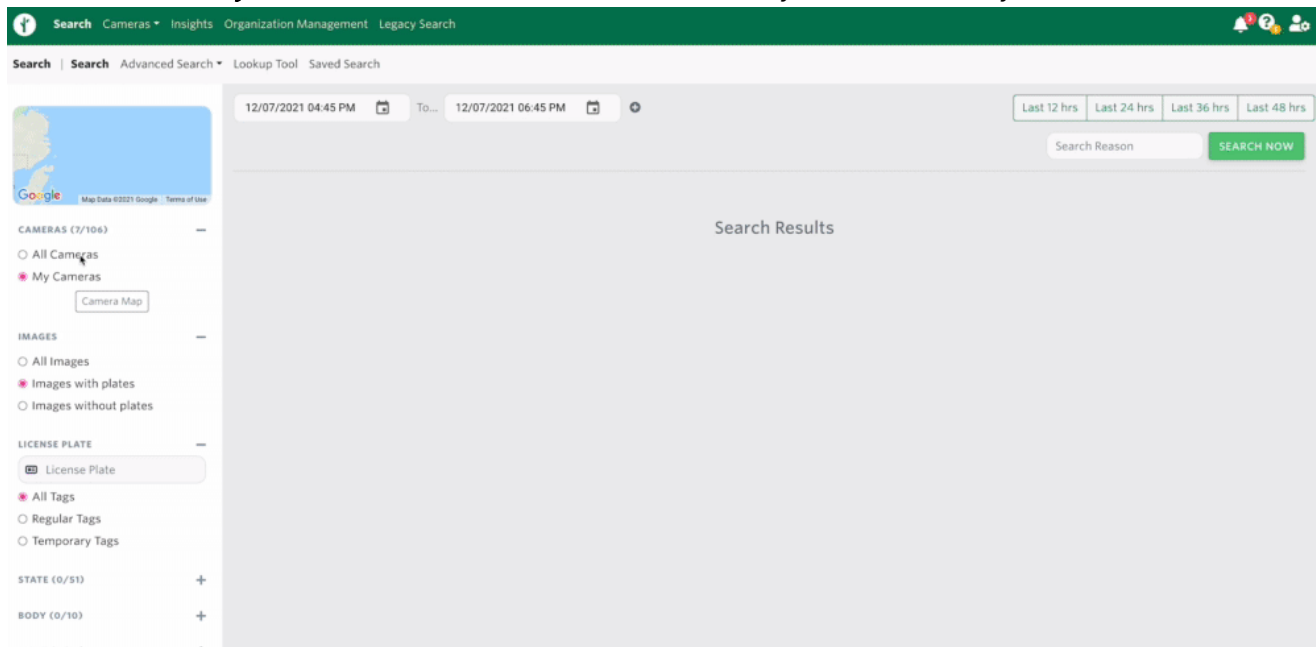 Search Cameras Insights Organization Management Legacy Search
Search | Search Advanced Search Lookup Tool Saved Search
12/07/2021 04:45 PM To... 12/07/2021 06:45 PM
Last 12 hrs Last 24 hrs Last 36 hrs Last 48 hrs
Search Reason SEARCH NOW
Google Map Data ©2021 Google Terms of Use
Search Results
CAMERAS (7/106)
All Cameras
My Cameras
Camera Map
IMAGES
All Images
Images with plates
Images without plates
LICENSE PLATE
License Plate
All Tags
Regular Tags
Temporary Tags
STATE (0/51)
BODY (0/10)